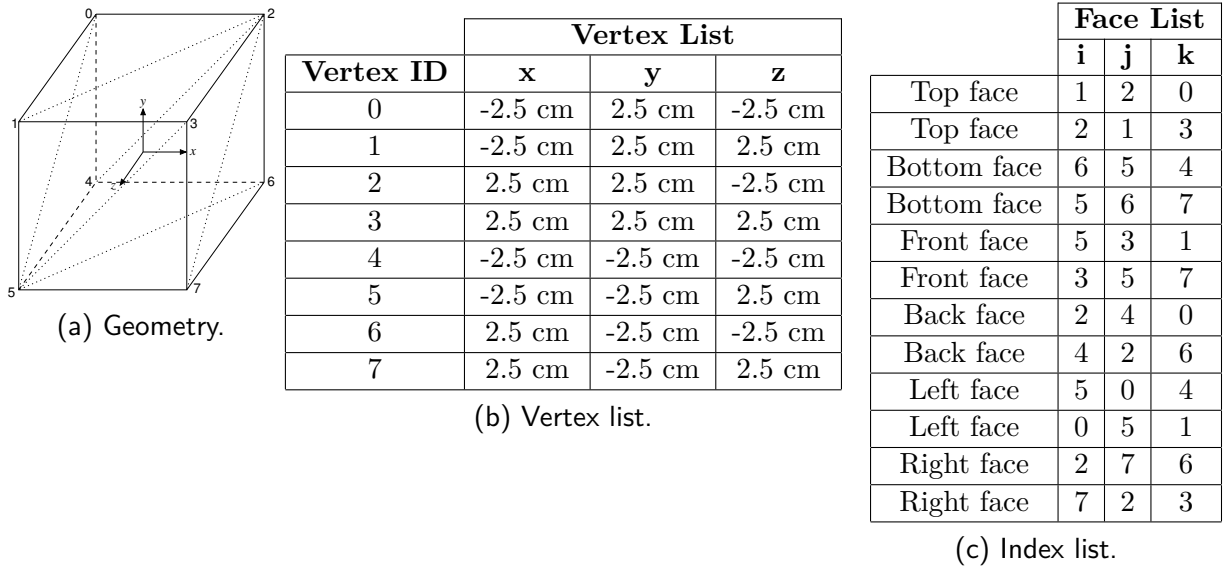 0
2
y
1
3
x
4
z
6
5
7
(a) Geometry.
Vertex List
Vertex ID x y z
0 -2.5 cm 2.5 cm -2.5 cm
1 -2.5 cm 2.5 cm 2.5 cm
2 2.5 cm 2.5 cm -2.5 cm
3 2.5 cm 2.5 cm 2.5 cm
4 -2.5 cm -2.5 cm -2.5 cm
5 -2.5 cm -2.5 cm 2.5 cm
6 2.5 cm -2.5 cm -2.5 cm
7 2.5 cm -2.5 cm 2.5 cm
(b) Vertex list.
Face List
i j k
Top face 1 2 0
Top face 2 1 3
Bottom face 6 5 4
Bottom face 5 6 7
Front face 5 3 1
Front face 3 5 7
Back face 2 4 0
Back face 4 2 6
Left face 5 0 4
Left face 0 5 1
Right face 2 7 6
Right face 7 2 3
(c) Index list.